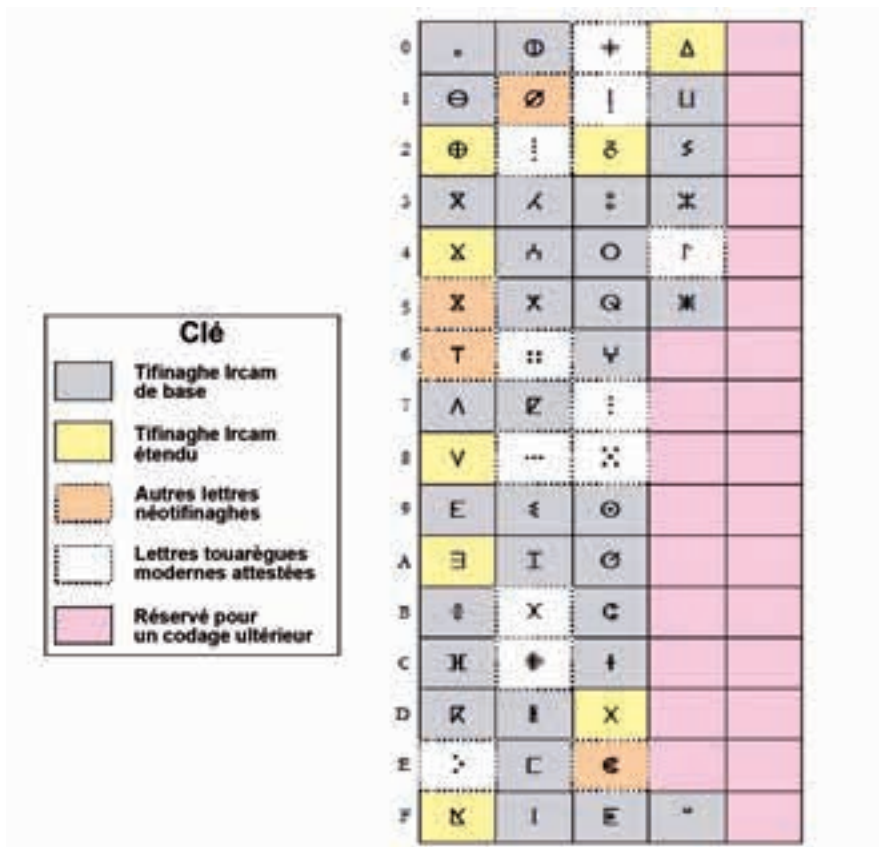 0 ⴰ ⵀ ⵐ ⵠ
1 ⴱ ⵁ ⵑ ⵡ
2 ⴲ ⵂ ⵒ ⵢ
3 ⴳ ⵃ ⵓ ⵣ
4 ⴴ ⵄ ⵔ ⵤ
5 ⴵ ⵅ ⵕ ⵥ
6 ⴶ ⵆ ⵖ
7 ⴷ ⵇ ⵗ
8 ⴸ ⵈ ⵘ
9 ⴹ ⵉ ⵙ
A ⴺ ⵊ ⵚ
B ⴻ ⵋ ⵛ
C ⴼ ⵌ ⵜ
D ⴽ ⵍ ⵝ
E ⴾ ⵎ ⵞ
F ⴿ ⵏ ⵟ ⵯ
Clé
Tifinaghe Ircam
de base
Tifinaghe Ircam
étendu
Autres lettres
néotifinaghes
Lettres touarègues
modernes attestées
Réservé pour
un codage ultérieur